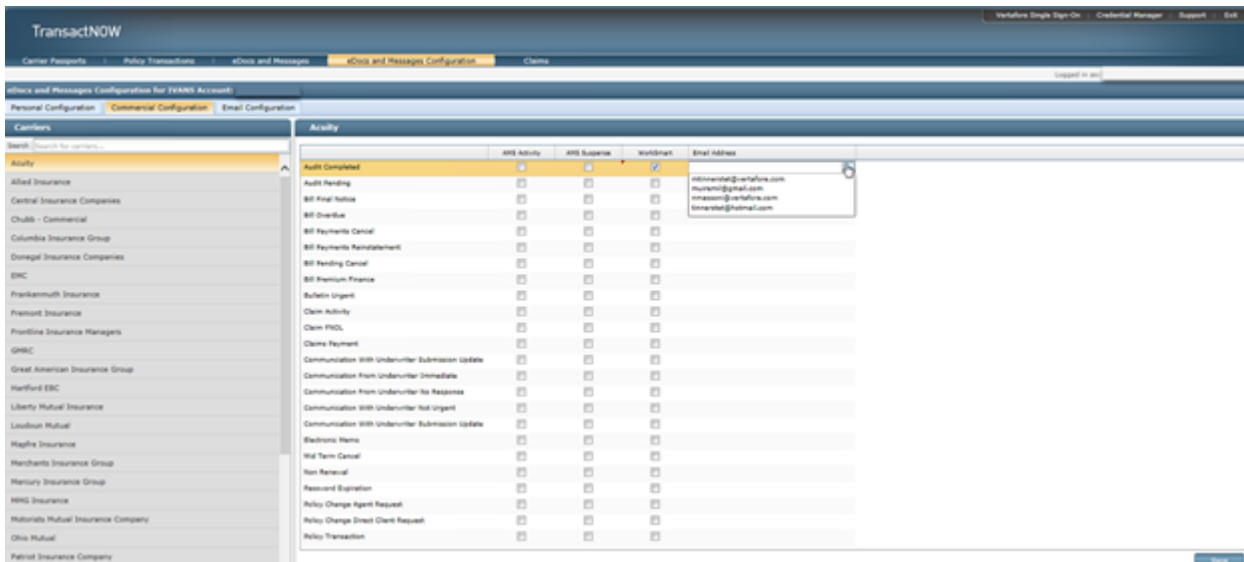 Vertafore Single Sign-On | Credential Manager | Support | Exit
TransactNOW
Carrier Passports | Policy Transactions | eDocs and Messages | eDocs and Messages Configuration | Claims
Logged in as:
eDocs and Messages Configuration for IVANS Account:
Personal Configuration Commercial Configuration Email Configuration
Carriers
Search Search for carriers...
Acuity
Allied Insurance
Central Insurance Companies
Chubb - Commercial
Columbia Insurance Group
Donegal Insurance Companies
EMC
Frankenmuth Insurance
Fremont Insurance
Frontline Insurance Managers
GMRC
Great American Insurance Group
Hartford EBC
Liberty Mutual Insurance
Loudoun Mutual
Mapfre Insurance
Merchants Insurance Group
Mercury Insurance Group
MMG Insurance
Motorists Mutual Insurance Company
Ohio Mutual
Patriot Insurance Company
Acuity
AMS Activity AMS Suspense WorkSmart Email Address
Audit Completed
Audit Pending
Bill Final Notice
Bill Overdue
Bill Payments Cancel
Bill Payments Reinstatement
Bill Pending Cancel
Bill Premium Finance
Bulletin Urgent
Claim Activity
Claim FNOL
Claims Payment
Communication With Underwriter Submission Update
Communication From Underwriter Immediate
Communication From Underwriter No Response
Communication With Underwriter Not Urgent
Communication With Underwriter Submission Update
Electronic Memo
Mid Term Cancel
Non Renewal
Password Expiration
Policy Change Agent Request
Policy Change Direct Client Request
Policy Transaction
Save